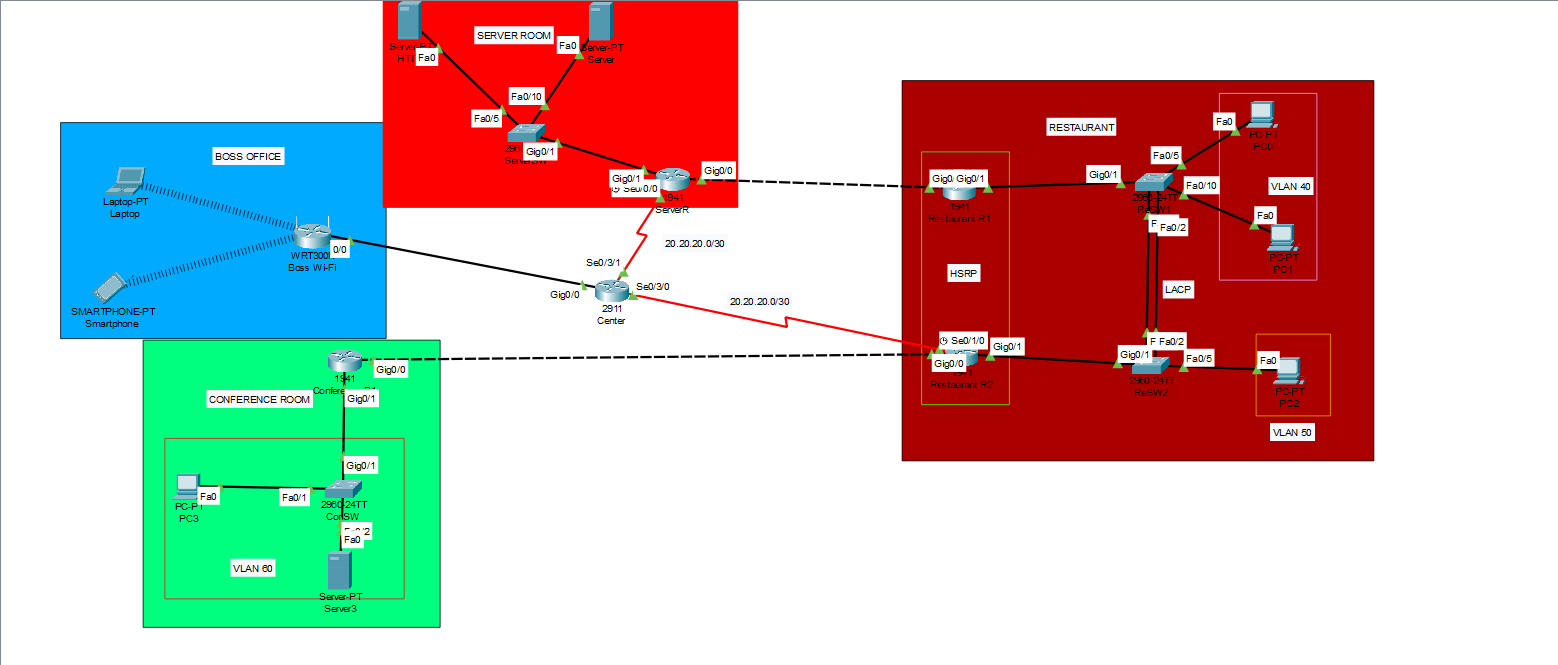 SERVER ROOM
Fa0
Server-PT
Server
Fa0
Fa0/10
Fa0/5
Gig0/1
Gig0/1
Gig0/0
Se0/0/0
1941
ServerR
BOSS OFFICE
Laptop-PT
Laptop
0/0
Boss Wi-Fi
SMARTPHONE-PT
Smartphone
20.20.20.0/30
Se0/3/1
Se0/3/0
Gig0/0
2911
Center
20.20.20.0/30
RESTAURANT
Fa0
PC-PT
PC0
Fa0/5
Gig0/1
Gig0/1
Fa0/10
VLAN 40
1941
Restaurant R1
2960-24TT
ReSW1
Fa0/2
Fa0
PC-PT
PC1
HSRP
LACP
Se0/1/0
Gig0/1
Gig0/0
Restaurant R2
Fa0/2
Gig0/1
Fa0/5
2960-24TT
ReSW2
Fa0
PC-PT
PC2
VLAN 50
Gig0/0
1941
CONFERENCE ROOM
Gig0/1
Gig0/1
Fa0
Fa0/1
PC-PT
PC3
2960-24TT
ConSW
Fa0
VLAN 60
Server-PT
Server3